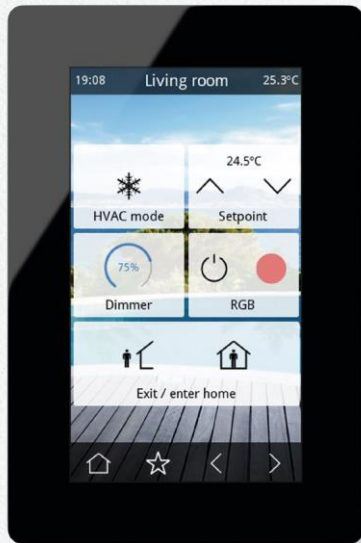 19:08 Living room 25.3°C
24.5°C
HVAC mode Setpoint
75%
Dimmer RGB
Exit / enter home